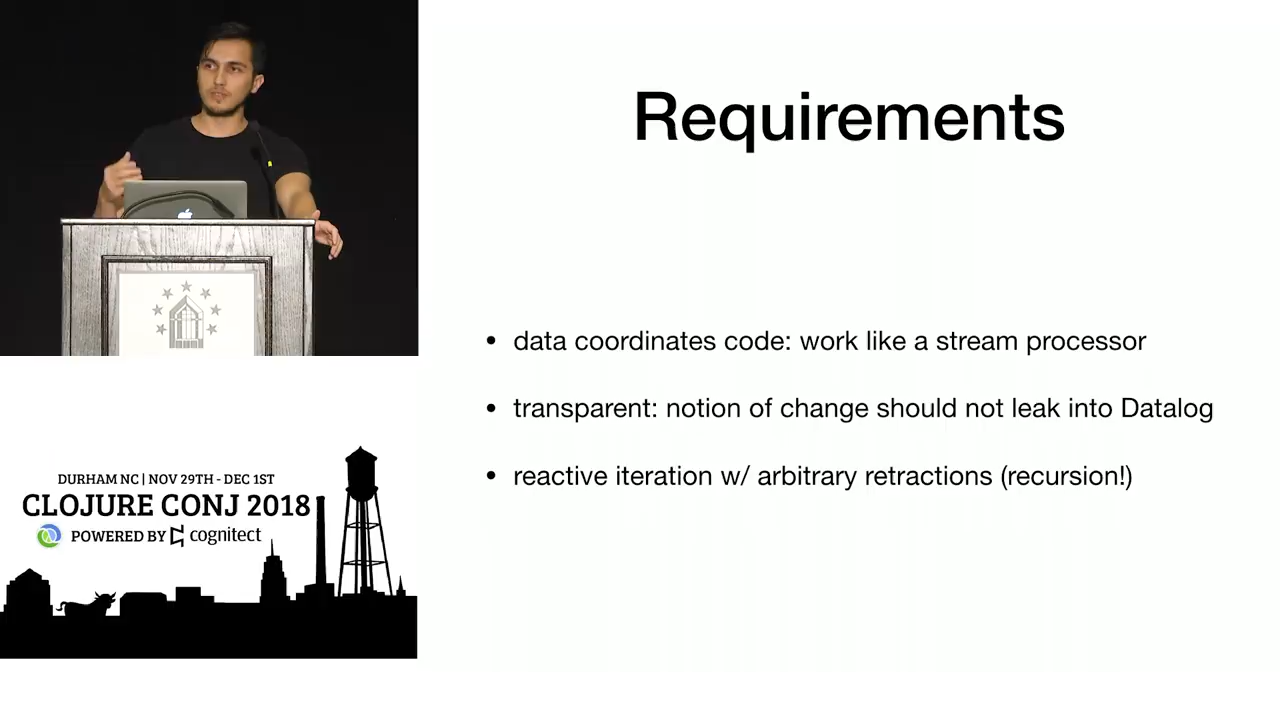 Requirements
• data coordinates code: work like a stream processor
• transparent: notion of change should not leak into Datalog
• reactive iteration w/ arbitrary retractions (recursion!)
DURHAM NC | NOV 29TH - DEC 1ST
CLOJURE CONJ 2018
POWERED BY cognitect